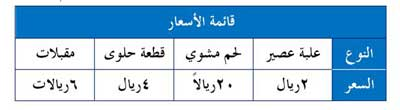 قائمة الأسعار
النوع علبة عصير لحم مشوي قطعة حلوى مقبلات
السعر ٢ريال ٢٠ريالاً ٤ريال ٦ريالات